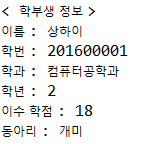 < 학부생 정보 >
이름 : 상하이
학번 : 201600001
학과 : 컴퓨터공학과
학년 : 2
이수 학점 : 18
동아리 : 개미